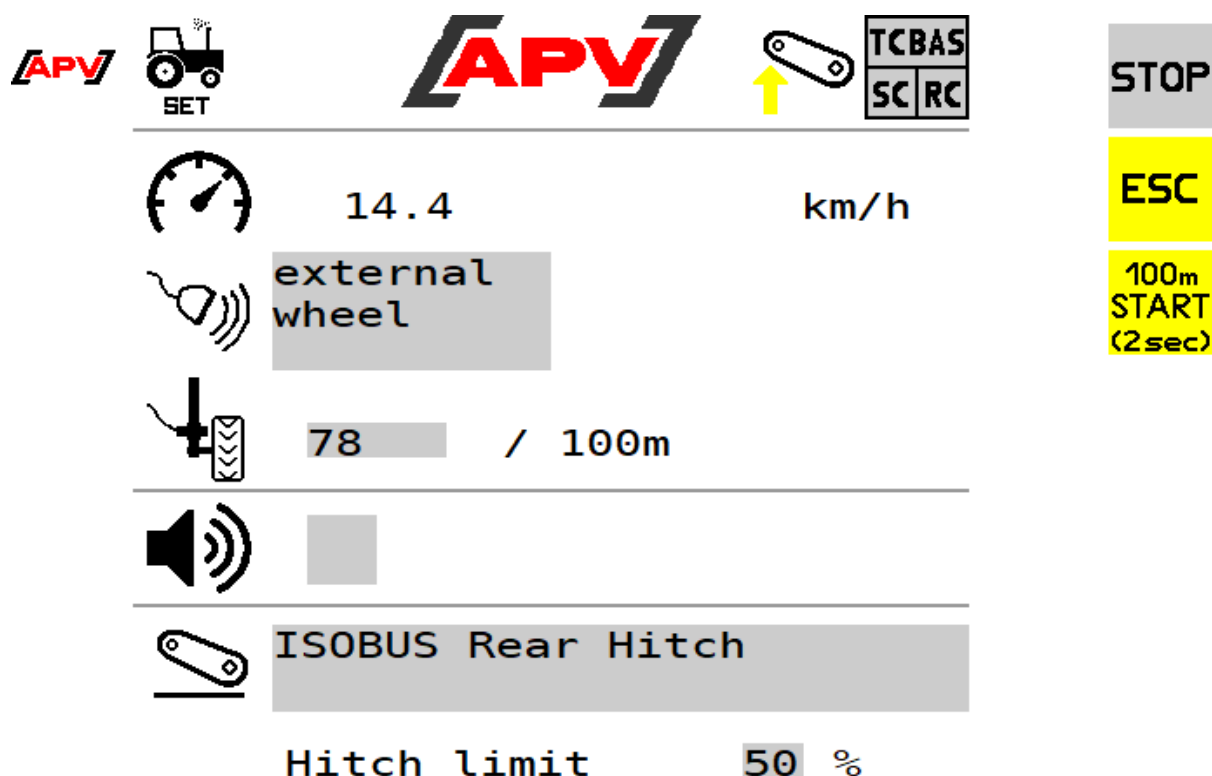 APV
SET
APV
TCBAS
SC RC
STOP
14.4 km/h
ESC
external
wheel
100m
START
(2sec)
78 / 100m
ISOBUS Rear Hitch
Hitch limit 50 %